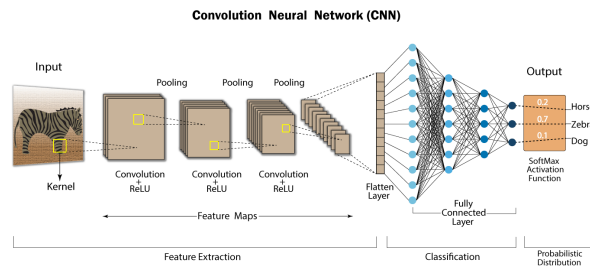 Convolution Neural Network (CNN)
Input
Output
Pooling
Pooling
Pooling
Kernel
Convolution
+
ReLU
Convolution
+
ReLU
Convolution
+
ReLU
Flatten
Layer
Feature Maps
Fully
Connected
Layer
0.2
Hors
0.7
Zebr
0.1
Dog
SoftMax
Activation
Function
Feature Extraction
Classification
Probabilistic
Distribution